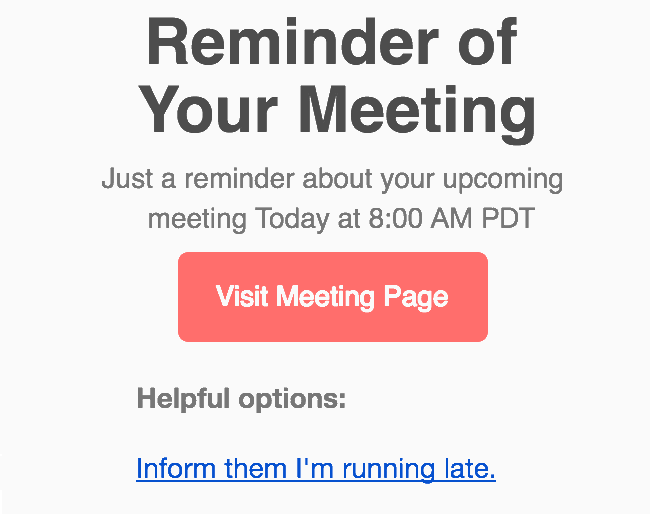 Reminder of
Your Meeting
Just a reminder about your upcoming
meeting Today at 8:00 AM PDT
Visit Meeting Page
Helpful options:
Inform them I'm running late.